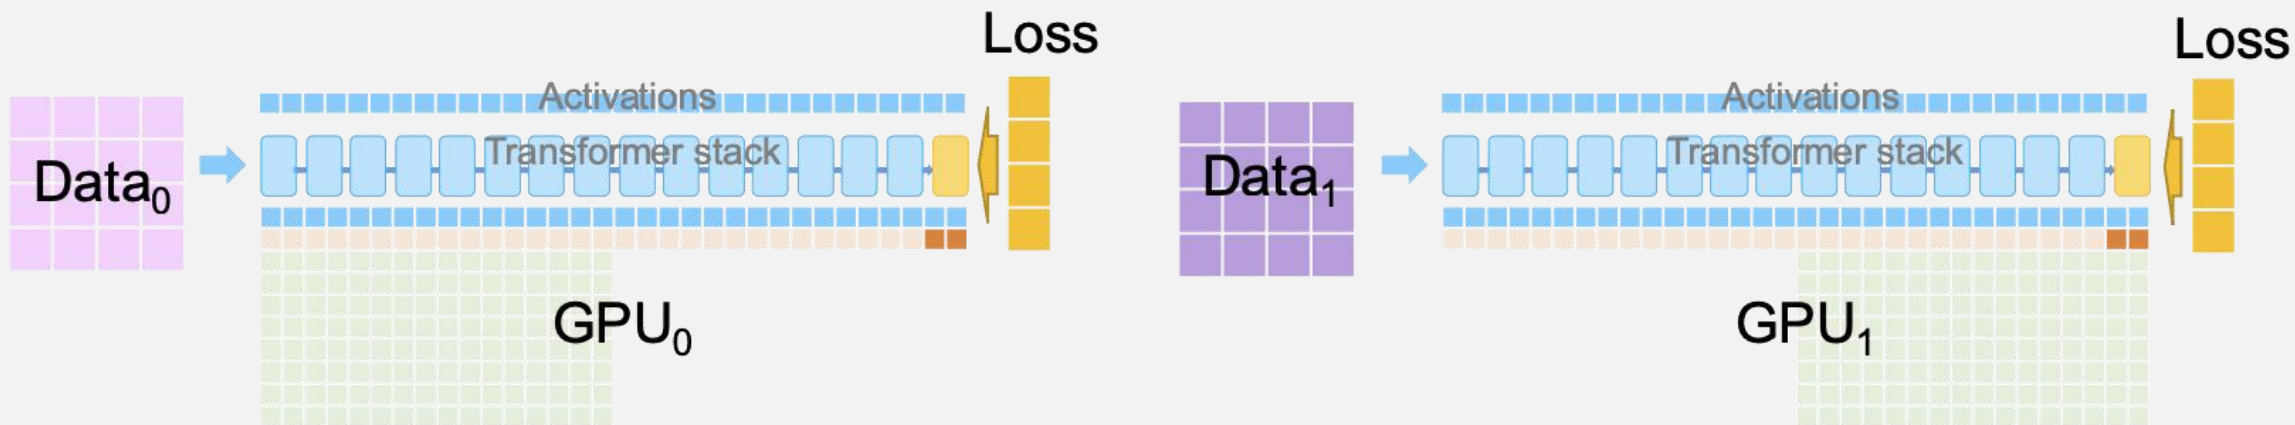 Loss
Activations
Transformer stack
Data₀
GPU₀
Loss
Activations
Transformer stack
Data₁
GPU₁